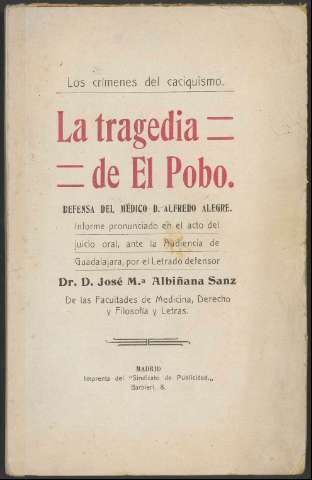 Los crímenes del caciquismo.
La tragedia
de El Pobo.
DEFENSA DEL MÉDICO D. ALFREDO ALEGRE.
Informe pronunciado en el acto del
juicio oral, ante la Audiencia de
Guadalajara, por el Letrado defensor
Dr. D. José M.ª Albiñana Sanz
De las Facultades de Medicina, Derecho
y Filosofía y Letras.
MADRID
Imprenta del "Sindicato de Publicidad„
Barbieri, 8.